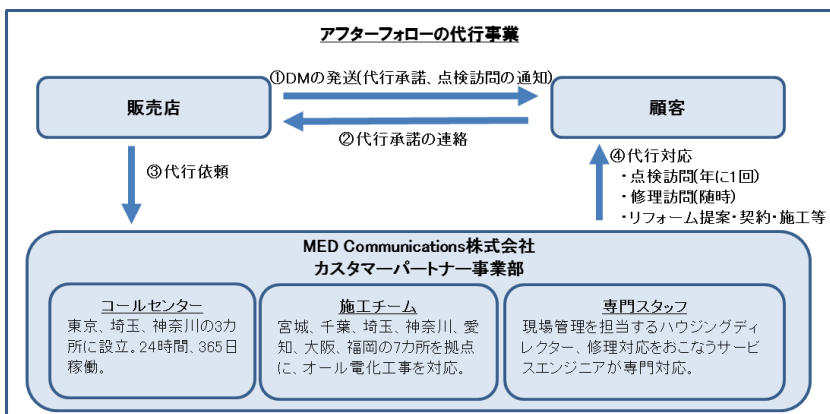 アフターフォローの代行事業
①DMの発送(代行承諾、点検訪問の通知)
販売店
顧客
②代行承諾の連絡
③代行依頼
④代行対応
・点検訪問(年に1回)
・修理訪問(随時)
・リフォーム提案・契約・施工等
MED Communications株式会社
カスタマーパートナー事業部
コールセンター
東京、埼玉、神奈川の3カ
所に設立。24時間、365日
稼働。
施工チーム
宮城、千葉、埼玉、神奈川、愛
知、大阪、福岡の7カ所を拠点
に、オール電化工事を対応。
専門スタッフ
現場管理を担当するハウジングディ
レクター、修理対応をおこなうサービ
スエンジニアが専門対応。